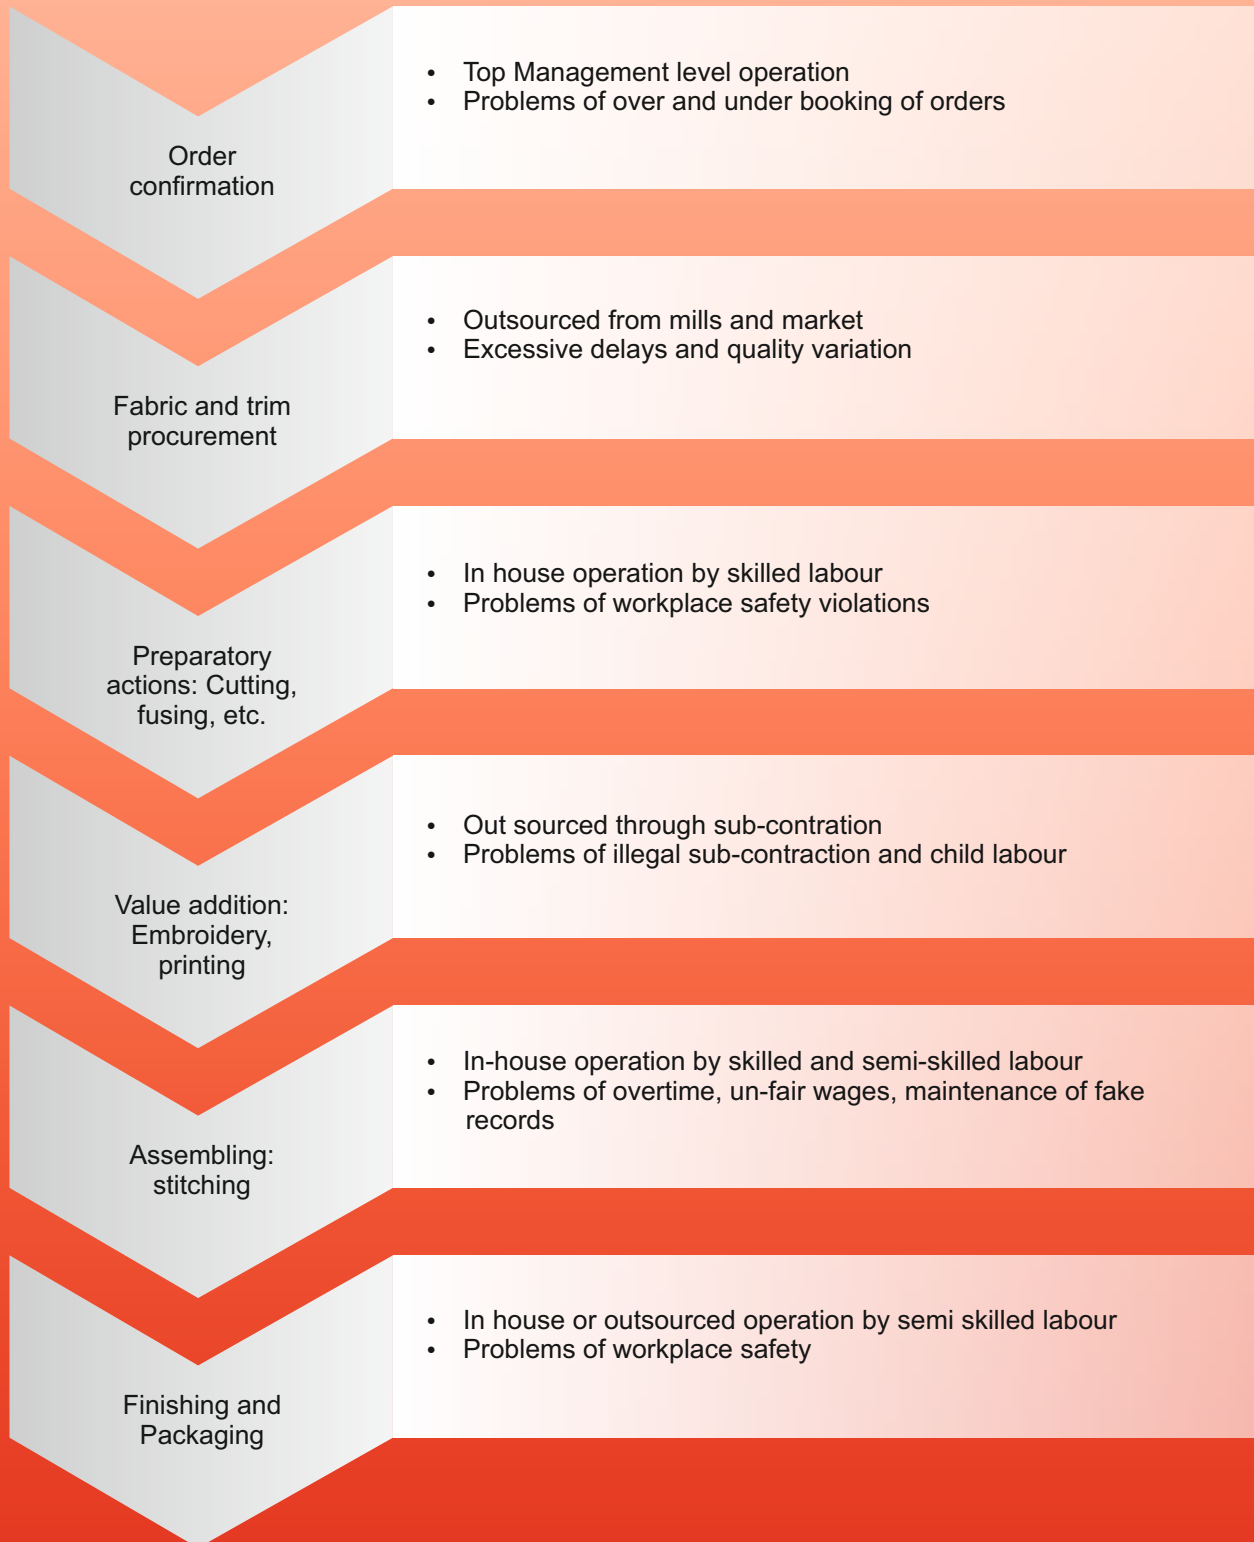 Order
confirmation
• Top Management level operation
• Problems of over and under booking of orders
Fabric and trim
procurement
• Outsourced from mills and market
• Excessive delays and quality variation
Preparatory
actions: Cutting,
fusing, etc.
• In house operation by skilled labour
• Problems of workplace safety violations
Value addition:
Embroidery,
printing
• Out sourced through sub-contration
• Problems of illegal sub-contraction and child labour
Assembling:
stitching
• In-house operation by skilled and semi-skilled labour
• Problems of overtime, un-fair wages, maintenance of fake
records
Finishing and
Packaging
• In house or outsourced operation by semi skilled labour
• Problems of workplace safety